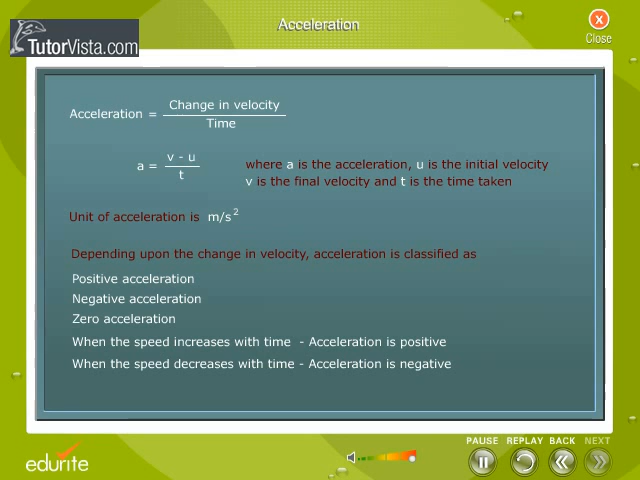 Acceleration
TutorVista.com
X
Close
Acceleration = Change in velocity
Time
a = v - u
t
where a is the acceleration, u is the initial velocity
v is the final velocity and t is the time taken
Unit of acceleration is m/s²
Depending upon the change in velocity, acceleration is classified as
Positive acceleration
Negative acceleration
Zero acceleration
When the speed increases with time - Acceleration is positive
When the speed decreases with time - Acceleration is negative
PAUSE REPLAY BACK NEXT
edurite